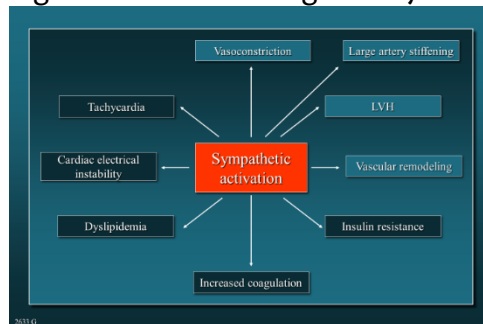 Vasoconstriction
Large artery stiffening
Tachycardia
LVH
Cardiac electrical
instability
Sympathetic
activation
Vascular remodeling
Dyslipidemia
Insulin resistance
Increased coagulation
2633 G